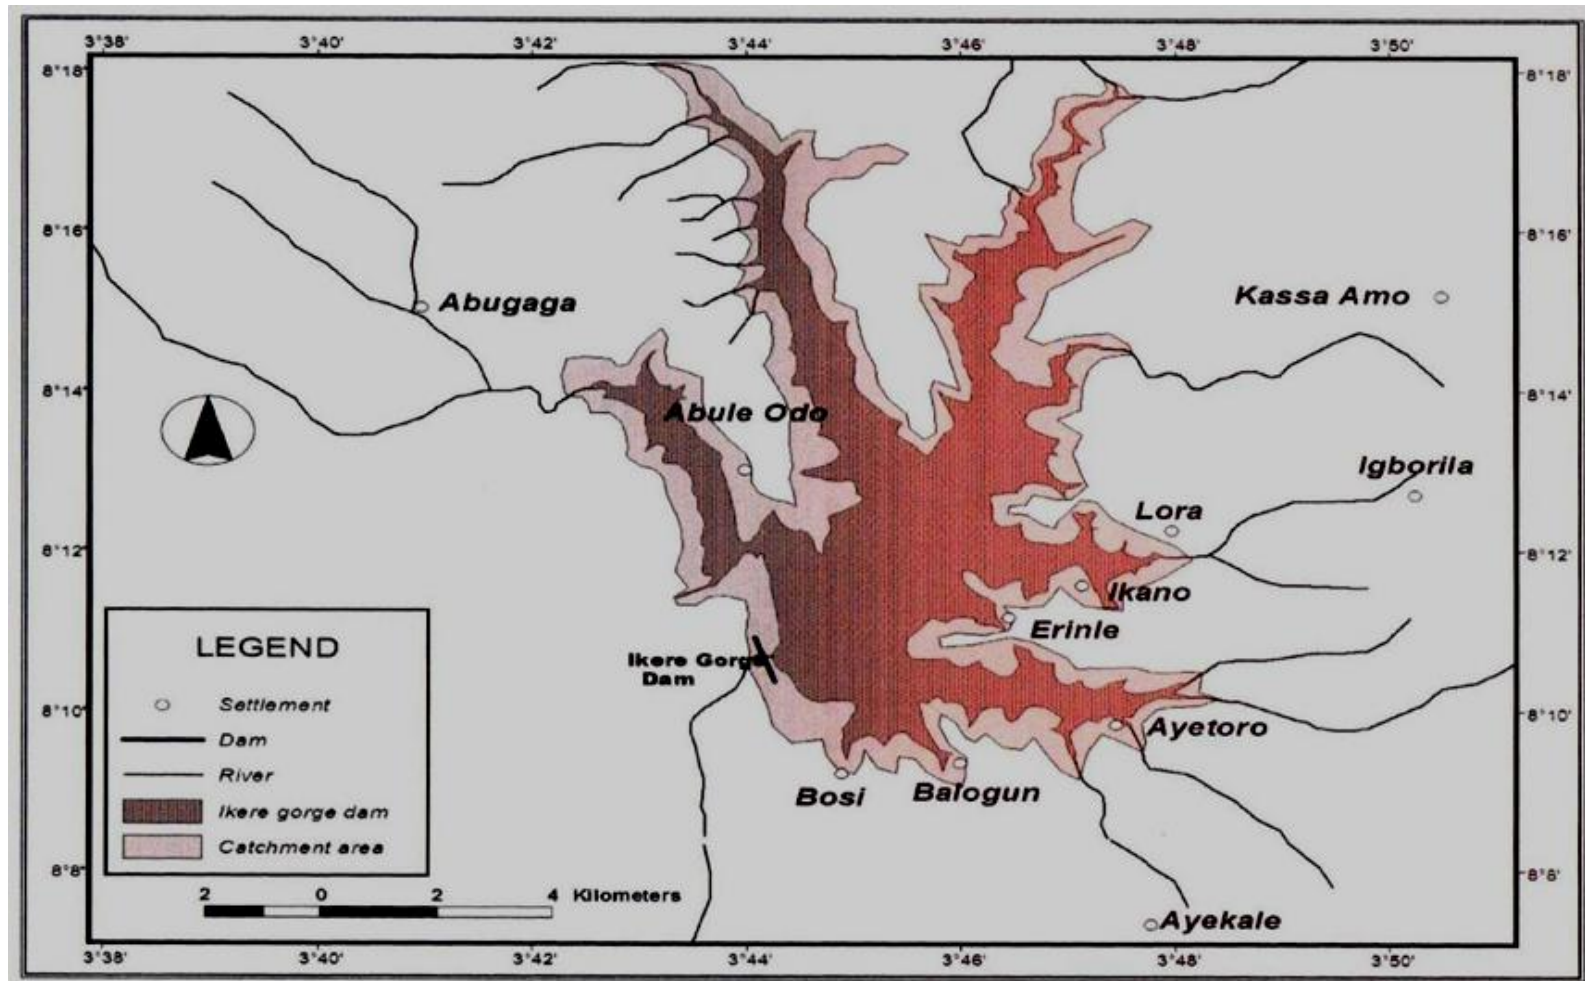 3°38' 3°40' 3°42' 3°44' 3°46' 3°48' 3°50'
8°18' 8°18'
8°16' 8°16'
Abugaga
Kassa Amo
8°14' 8°14'
Abule Odo
Igborila
Lora
8°12' 8°12'
Ikano
Erinle
Ikere Gorge
Dam
8°10' 8°10'
Ayetoro
Bosi
Balogun
8°8' 8°8'
Ayekale
LEGEND
Settlement
Dam
River
Ikere gorge dam
Catchment area
2 0 2 4 Kilometers
3°38' 3°40' 3°42' 3°44' 3°46' 3°48' 3°50'